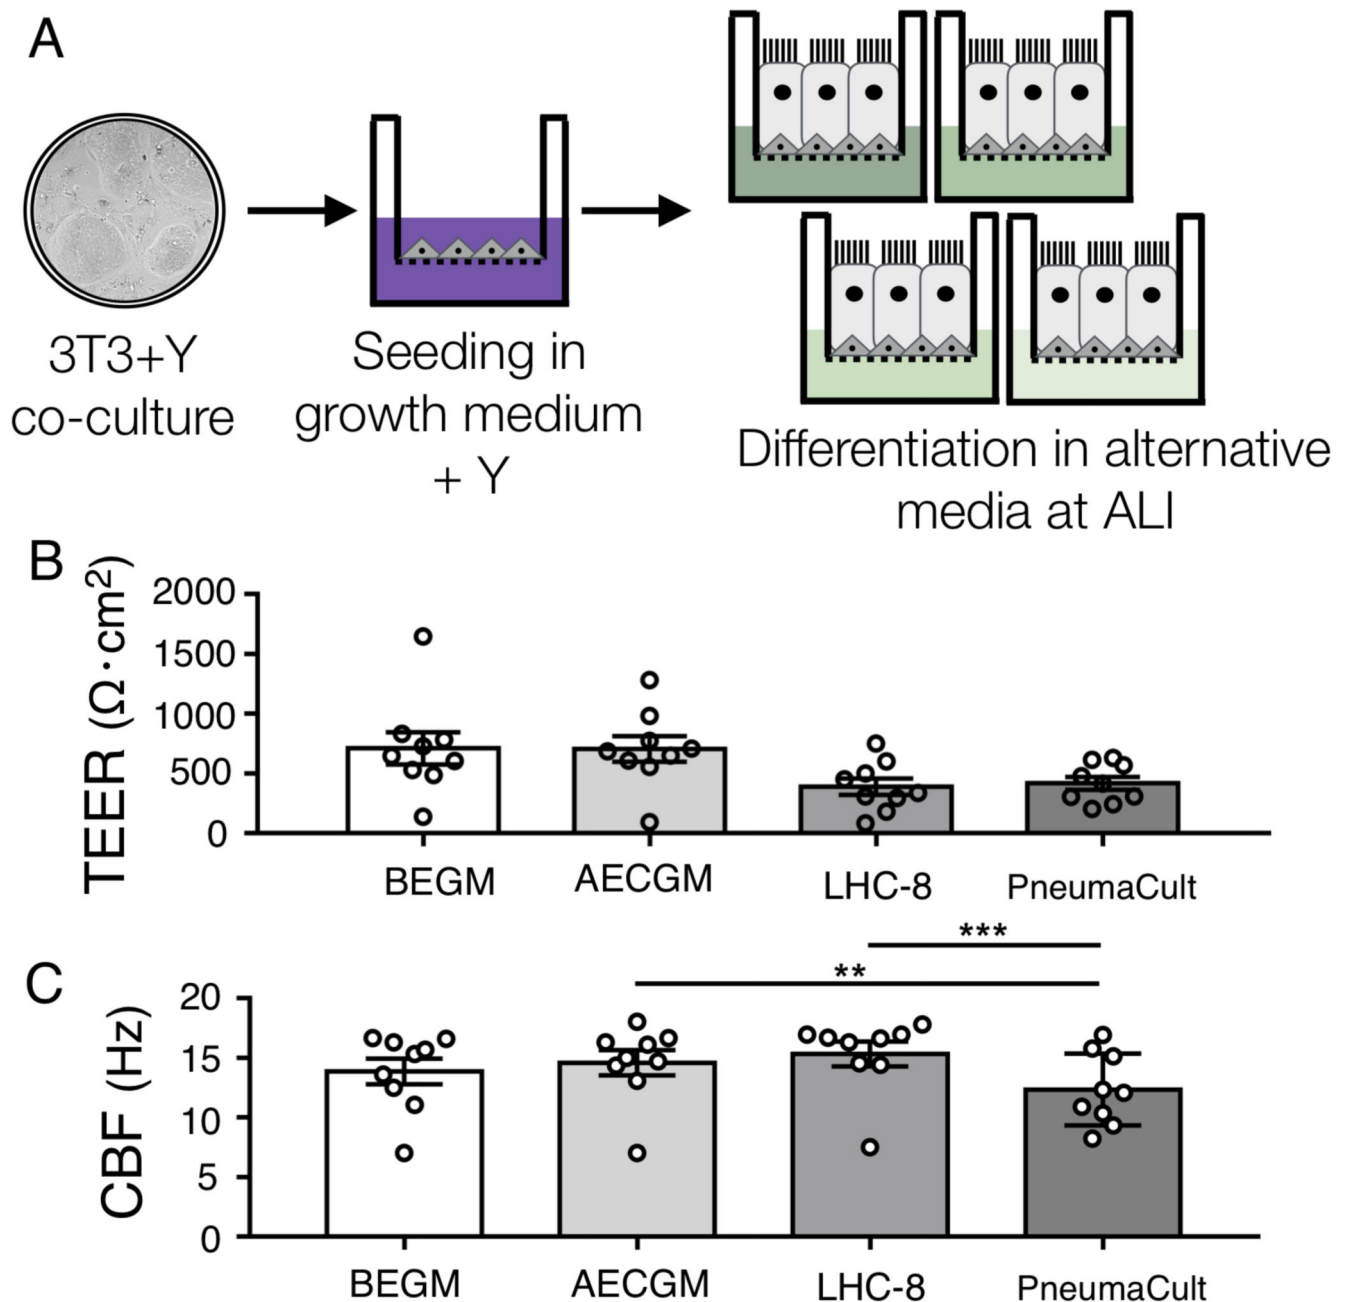 A
3T3+Y
co-culture
Seeding in
growth medium
+ Y
Differentiation in alternative
media at ALI
B
TEER (Ω·cm²)
2000
1500
1000
500
0
BEGM AECGM LHC-8 PneumaCult
***
**
C
CBF (Hz)
20
15
10
5
0
BEGM AECGM LHC-8 PneumaCult